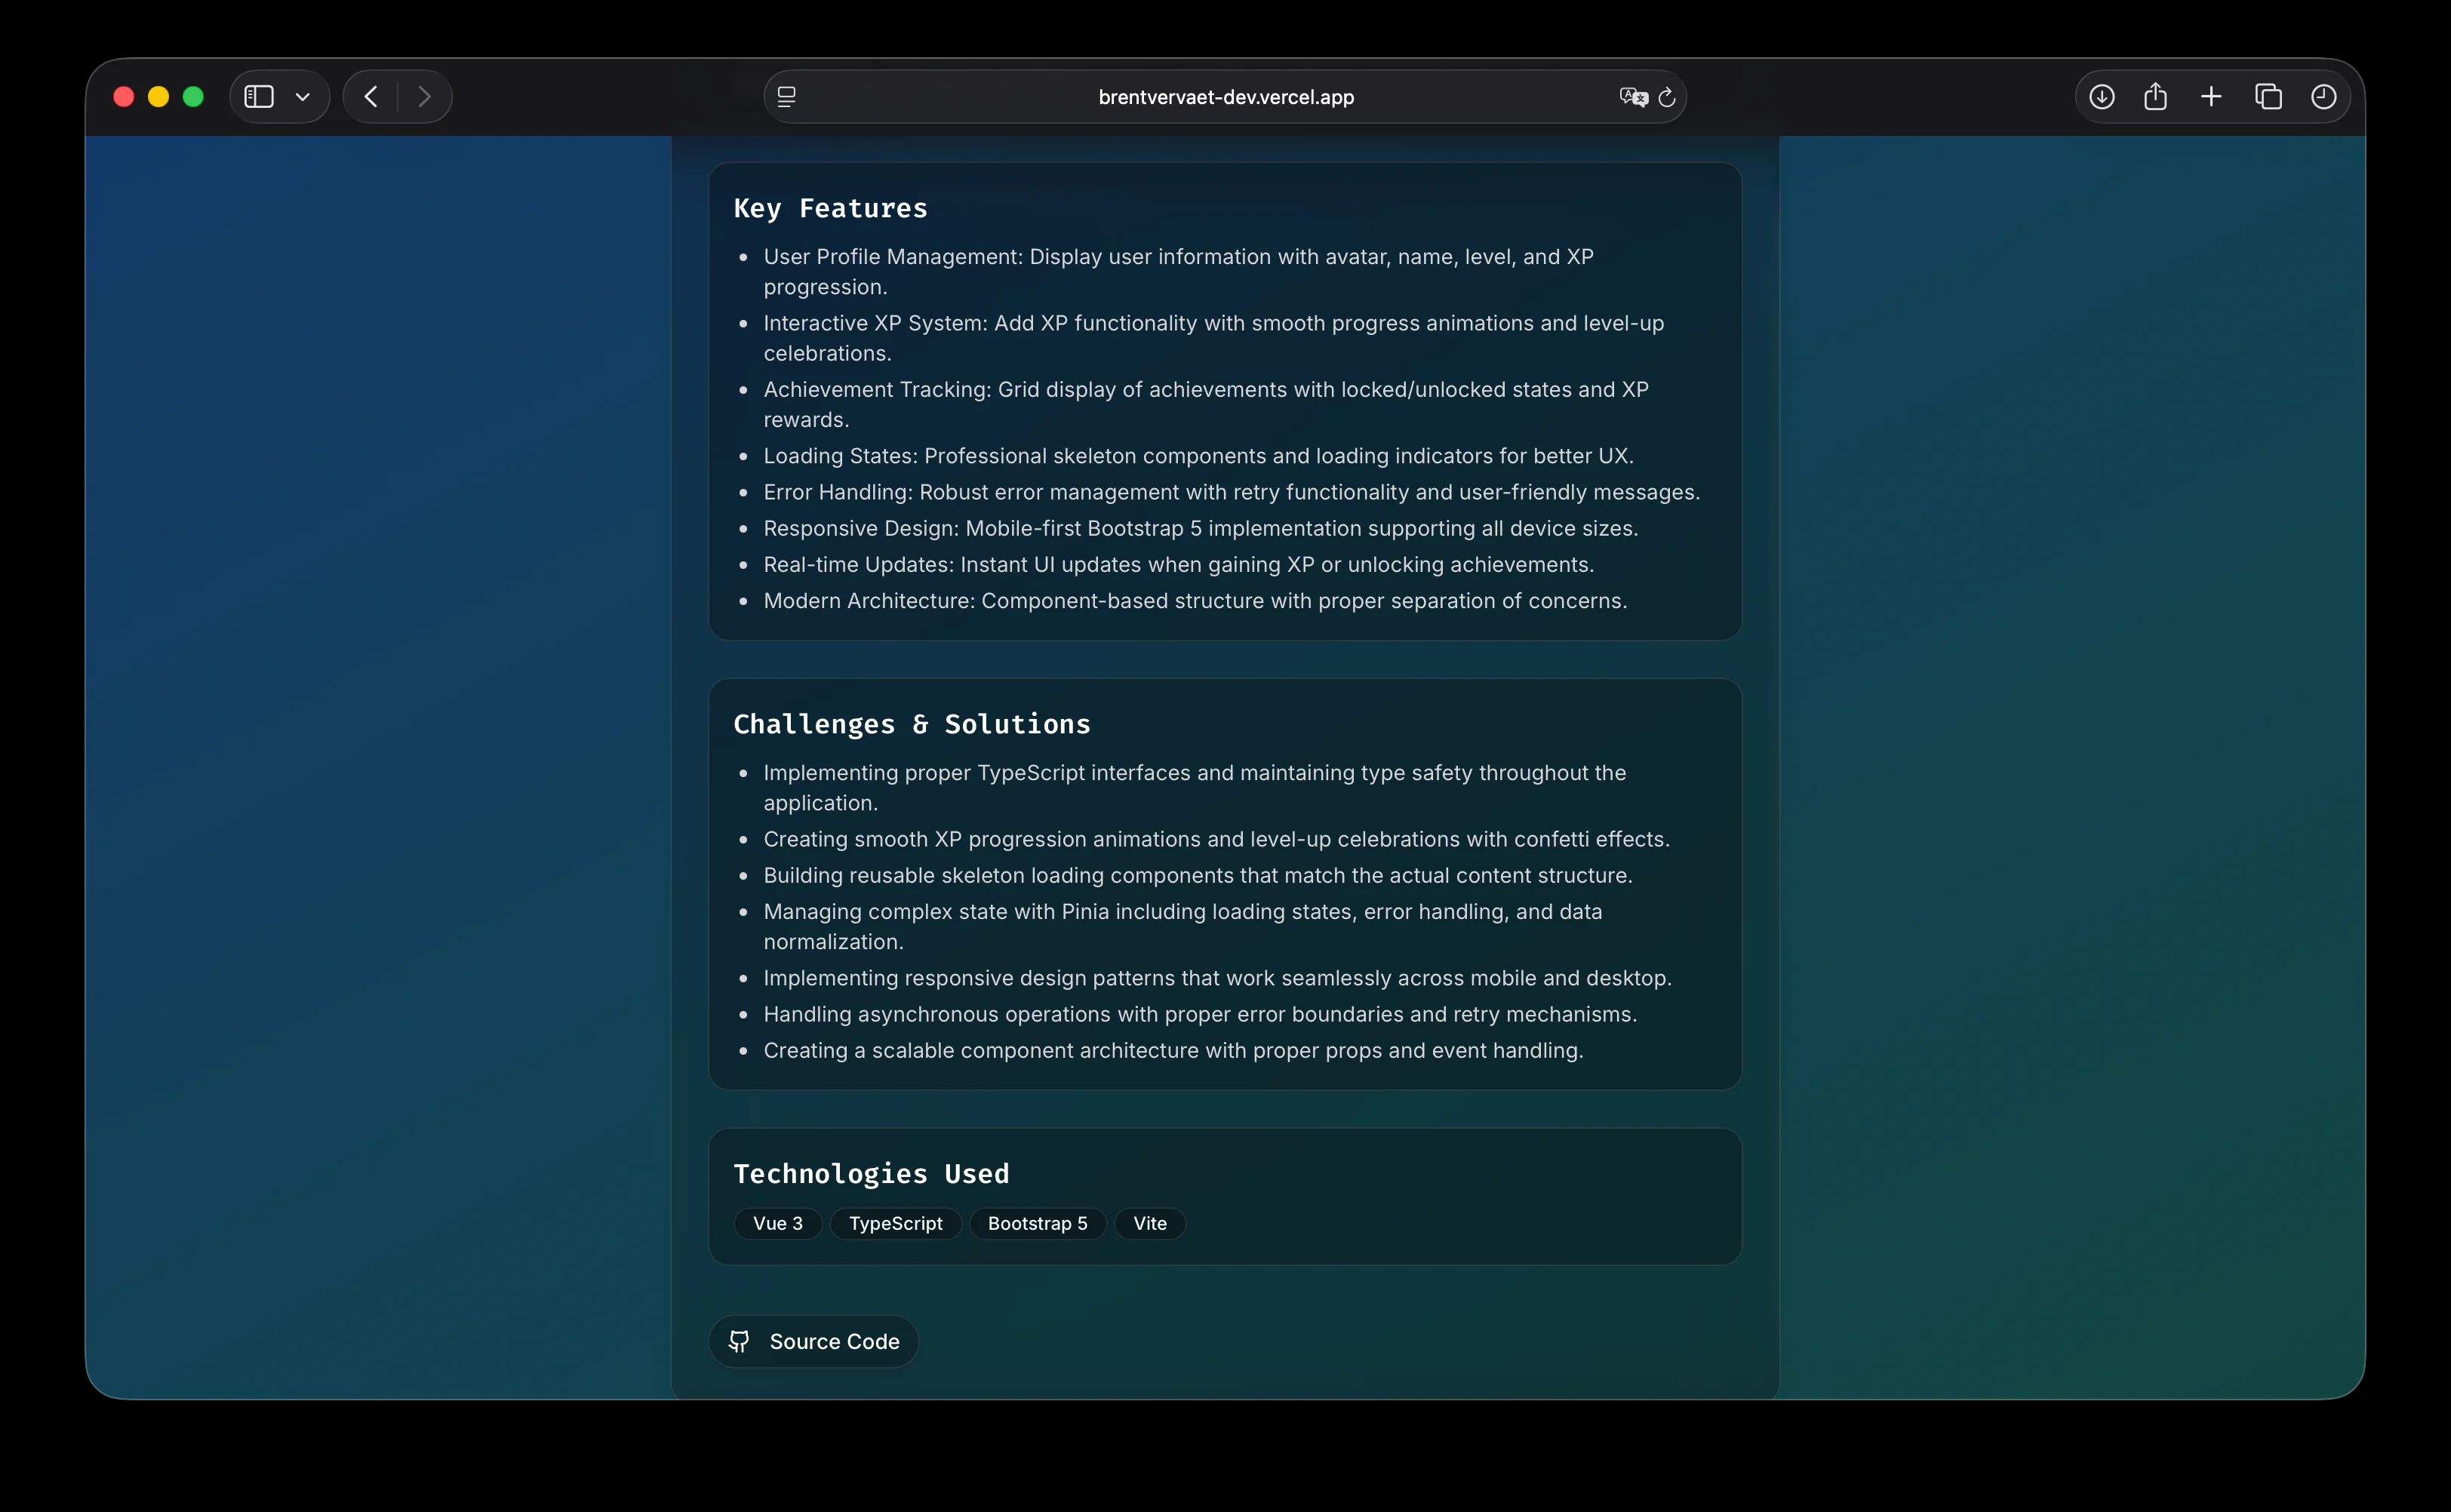 brentvervaet-dev.vercel.app
Key Features
• User Profile Management: Display user information with avatar, name, level, and XP
progression.
• Interactive XP System: Add XP functionality with smooth progress animations and level-up
celebrations.
• Achievement Tracking: Grid display of achievements with locked/unlocked states and XP
rewards.
• Loading States: Professional skeleton components and loading indicators for better UX.
• Error Handling: Robust error management with retry functionality and user-friendly messages.
• Responsive Design: Mobile-first Bootstrap 5 implementation supporting all device sizes.
• Real-time Updates: Instant UI updates when gaining XP or unlocking achievements.
• Modern Architecture: Component-based structure with proper separation of concerns.
Challenges & Solutions
• Implementing proper TypeScript interfaces and maintaining type safety throughout the
application.
• Creating smooth XP progression animations and level-up celebrations with confetti effects.
• Building reusable skeleton loading components that match the actual content structure.
• Managing complex state with Pinia including loading states, error handling, and data
normalization.
• Implementing responsive design patterns that work seamlessly across mobile and desktop.
• Handling asynchronous operations with proper error boundaries and retry mechanisms.
• Creating a scalable component architecture with proper props and event handling.
Technologies Used
Vue 3 TypeScript Bootstrap 5 Vite
Source Code